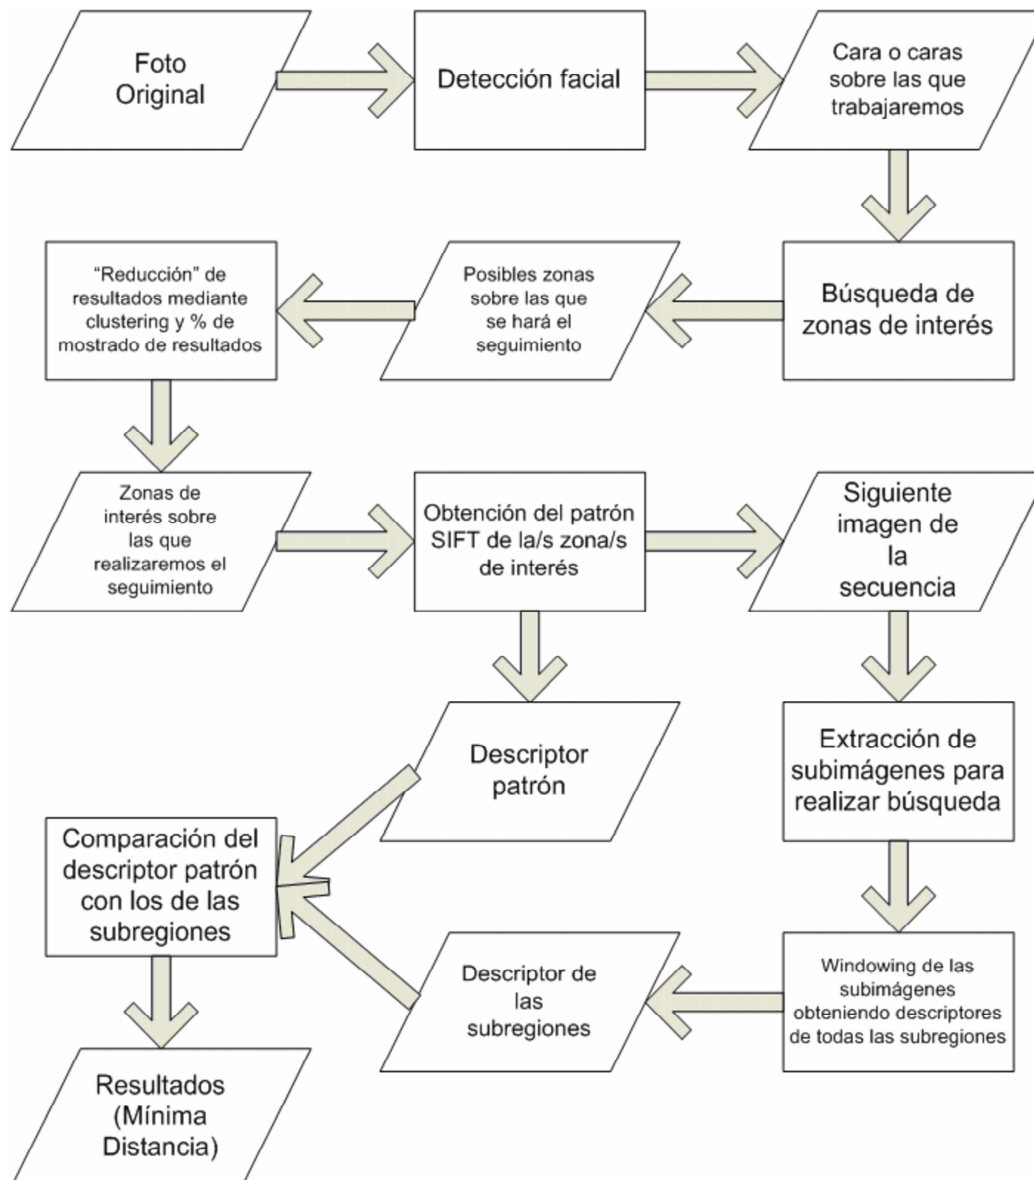 Foto
Original
Detección facial
Cara o caras
sobre las que
trabajaremos
Búsqueda de
zonas de interés
Posibles zonas
sobre las que
se hará el
seguimiento
“Reducción” de
resultados mediante
clustering y % de
mostrado de resultados
Zonas de
interés sobre
las que
realizaremos el
seguimiento
Obtención del patrón
SIFT de la/s zona/s
de interés
Siguiente
imagen de
la
secuencia
Descriptor
patrón
Extracción de
subimágenes para
realizar búsqueda
Windowing de las
subimágenes
obteniendo descriptores
de todas las subregiones
Descriptor de
las
subregiones
Comparación del
descriptor patrón
con los de las
subregiones
Resultados
(Mínima
Distancia)